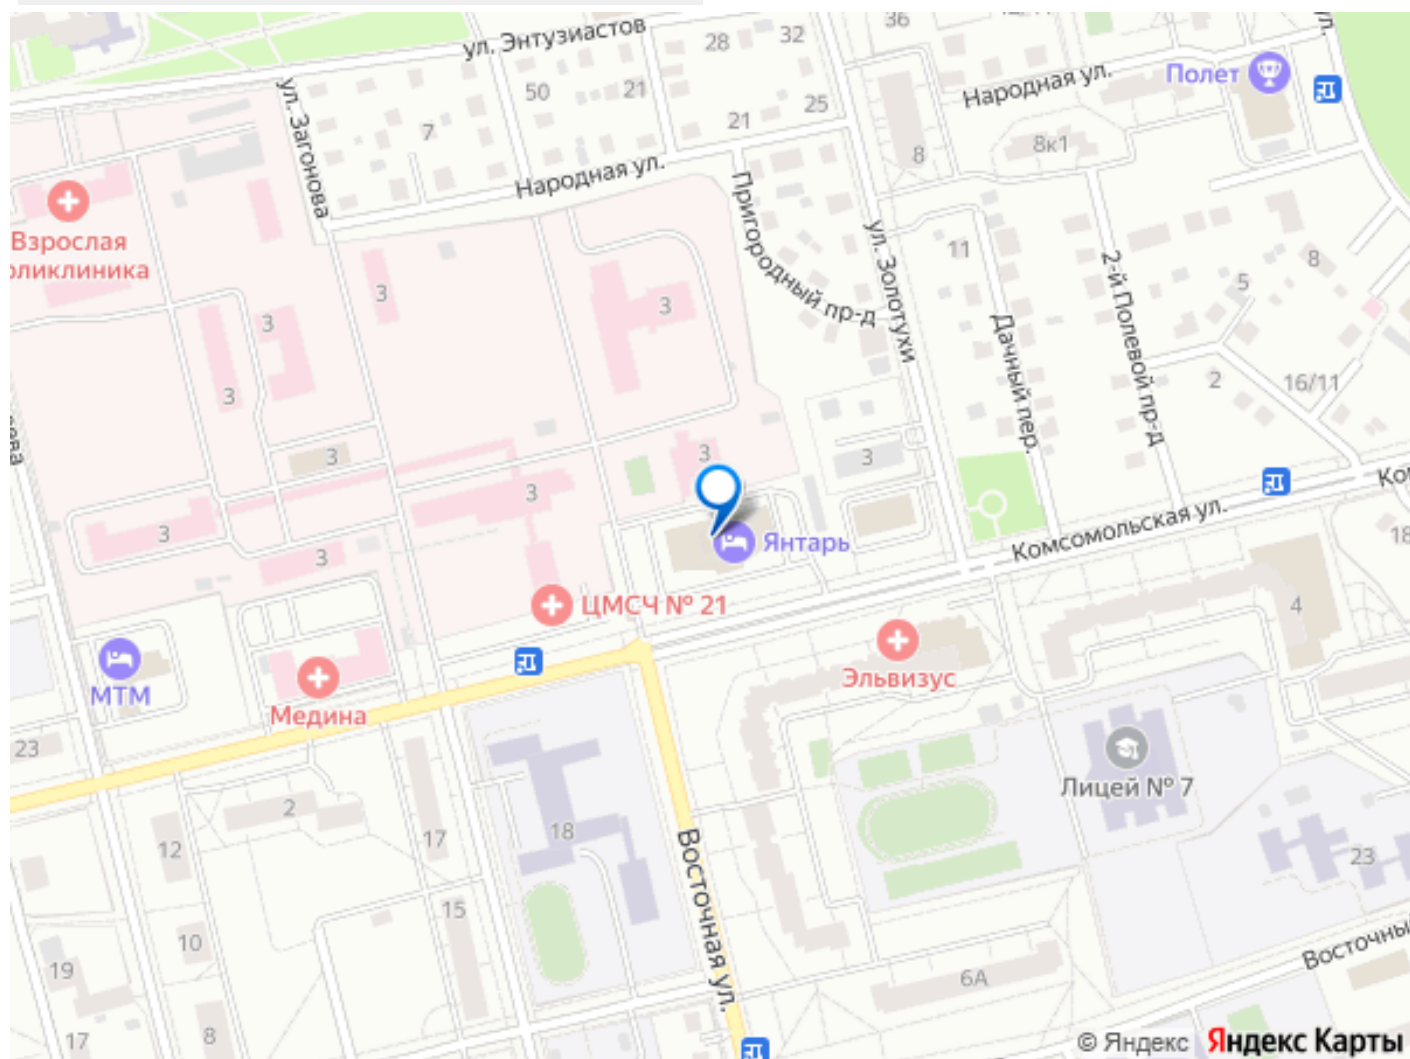 ул. Энтузиастов
28
32
36
Народная ул.
Полет
ул. Загонова
50
21
7
25
21
8
8к1
Народная ул.
Взрослая
оликлиника
Пригородный пр-д
ул. Золотухи
11
2-й Полевой пр-д
8
5
3
3
3
3
Дачный пер.
2
16/11
3
3
3
3
3
3
3
Янтарь
Комсомольская ул.
Ко
18
ЦМСЧ № 21
4
МТМ
Медина
Эльвизус
23
Лицей № 7
2
12
17
18
Восточная ул.
23
15
10
19
6А
Восточны
17
8
© Яндекс Яндекс Карты